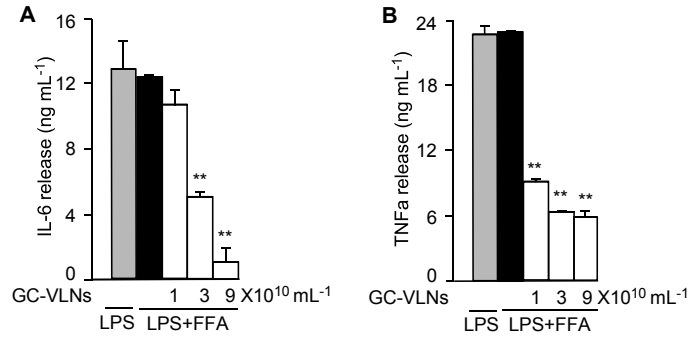 A
IL-6 release (ng mL-1)
16
12
8
4
0
**
**
GC-VLNs 1 3 9 X10^10 mL-1
LPS LPS+FFA
B
TNFa release (ng mL-1)
24
18
12
6
0
** ** **
GC-VLNs 1 3 9 X10^10 mL-1
LPS LPS+FFA